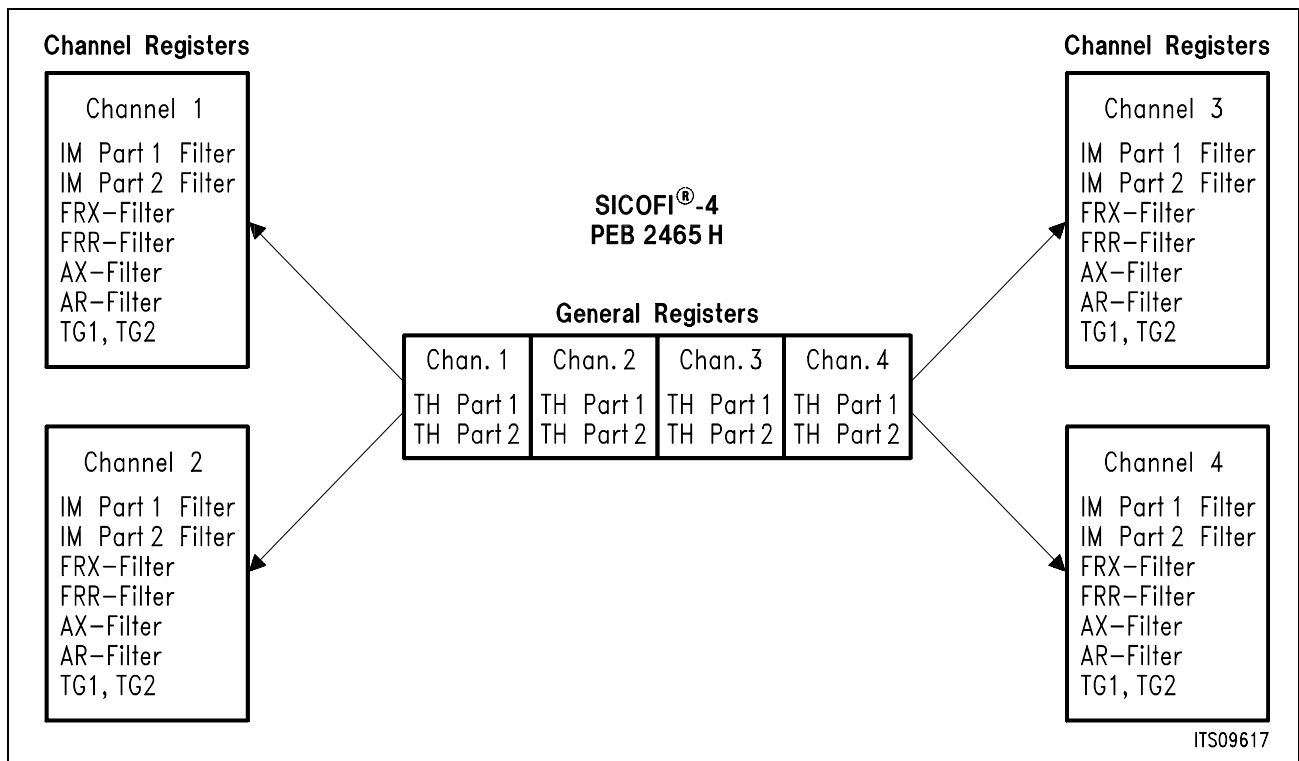 Channel Registers
Channel 1
IM Part 1 Filter
IM Part 2 Filter
FRX-Filter
FRR-Filter
AX-Filter
AR-Filter
TG1, TG2
Channel 2
IM Part 1 Filter
IM Part 2 Filter
FRX-Filter
FRR-Filter
AX-Filter
AR-Filter
TG1, TG2
SICOFI®-4
PEB 2465 H
General Registers
Chan. 1 Chan. 2 Chan. 3 Chan. 4
TH Part 1 TH Part 1 TH Part 1 TH Part 1
TH Part 2 TH Part 2 TH Part 2 TH Part 2
Channel Registers
Channel 3
IM Part 1 Filter
IM Part 2 Filter
FRX-Filter
FRR-Filter
AX-Filter
AR-Filter
TG1, TG2
Channel 4
IM Part 1 Filter
IM Part 2 Filter
FRX-Filter
FRR-Filter
AX-Filter
AR-Filter
TG1, TG2
ITS09617